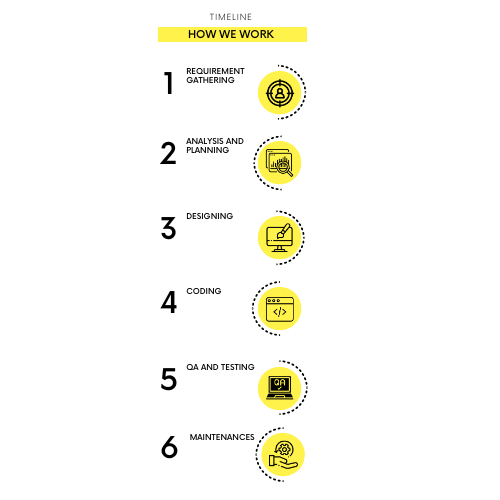 TIMELINE
HOW WE WORK
1
REQUIREMENT
GATHERING
2
ANALYSIS AND
PLANNING
3
DESIGNING
4
CODING
</>
5
QA AND TESTING
QA
6
MAINTENANCES